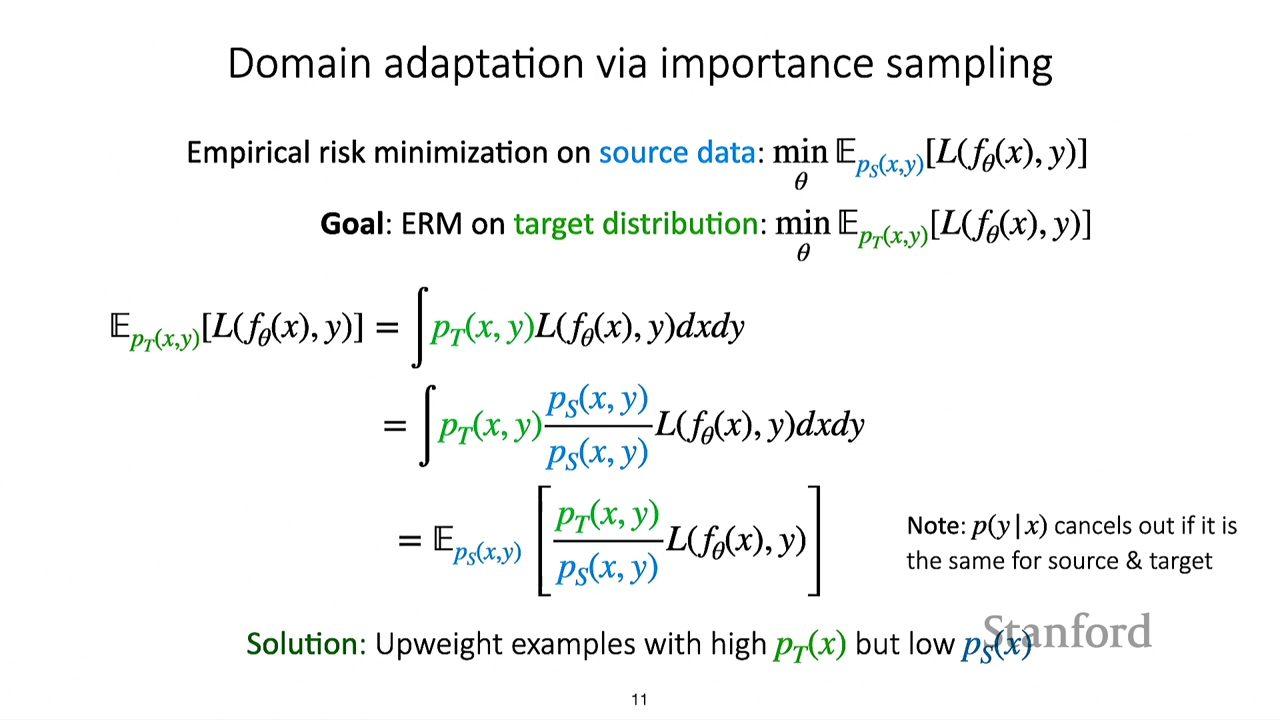 Domain adaptation via importance sampling
Empirical risk minimization on source data: min_θ 𝔼_{p_S(x,y)}[L(f_θ(x), y)]
Goal: ERM on target distribution: min_θ 𝔼_{p_T(x,y)}[L(f_θ(x), y)]
𝔼_{p_T(x,y)}[L(f_θ(x), y)] = ∫ p_T(x, y)L(f_θ(x), y)dxdy
= ∫ p_T(x, y) p_S(x, y)/p_S(x, y) L(f_θ(x), y)dxdy
= 𝔼_{p_S(x,y)} [ p_T(x, y)/p_S(x, y) L(f_θ(x), y) ]
Note: p(y|x) cancels out if it is
the same for source & target
Solution: Upweight examples with high p_T(x) but low p_S(x)
Stanford
11